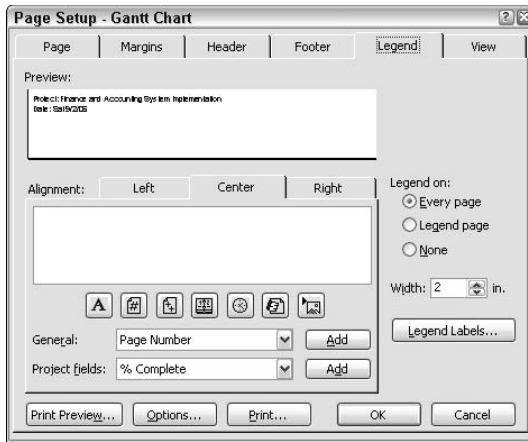 Page Setup - Gantt Chart
Page Margins Header Footer Legend View
Preview:
Project: Finance and Accounting System Implementation
Date: Sat 9/2/06
Alignment: Left Center Right
Legend on:
Every page
Legend page
None
Width: 2 in.
A #
General: Page Number Add
Legend Labels...
Project fields: % Complete Add
Print Preview... Options... Print... OK Cancel